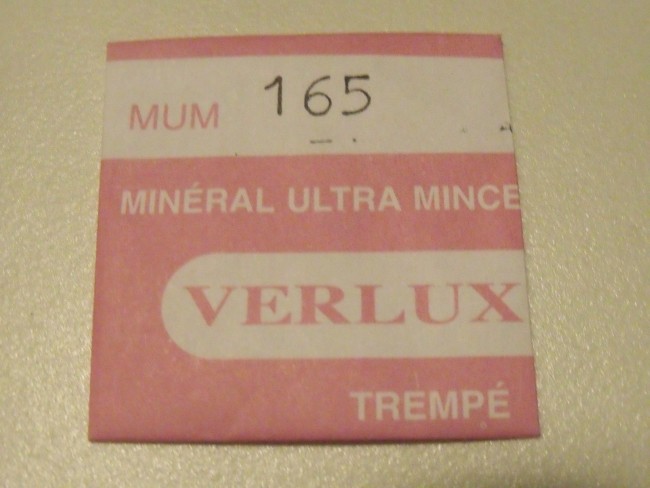 MUM 165
MINÉRAL ULTRA MINCE
VERLUX
TREMPÉ